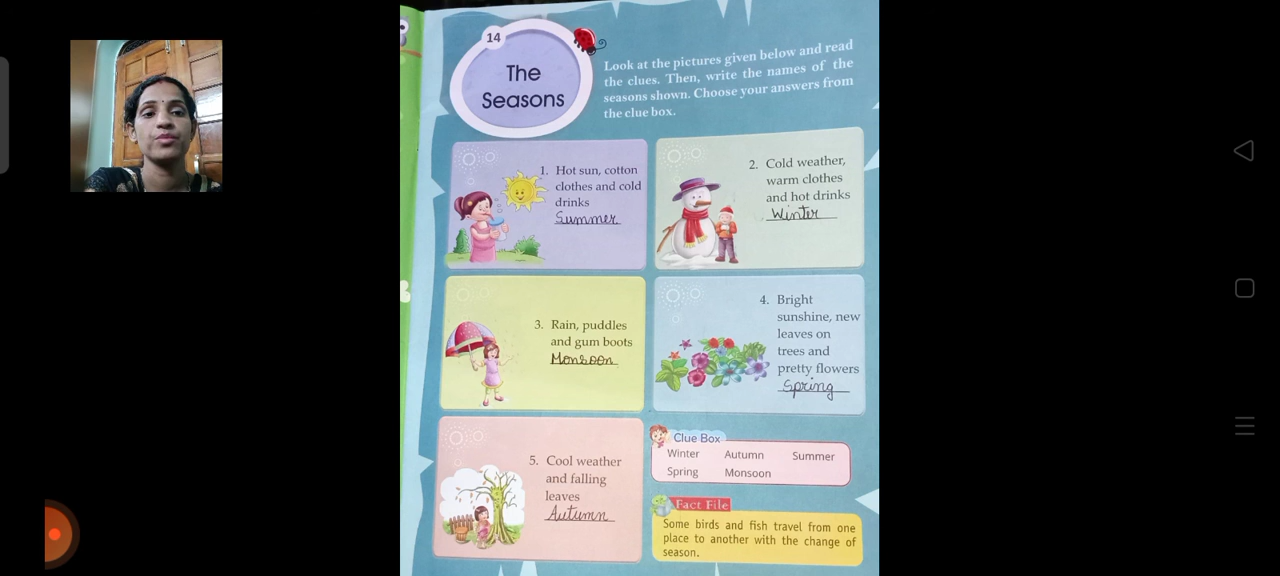 14
The
Seasons
Look at the pictures given below and read
the clues. Then, write the names of the
seasons shown. Choose your answers from
the clue box.
1. Hot sun, cotton
clothes and cold
drinks
Summer
2. Cold weather,
warm clothes
and hot drinks
Winter
3. Rain, puddles
and gum boots
Monsoon
4. Bright
sunshine, new
leaves on
trees and
pretty flowers
Spring
5. Cool weather
and falling
leaves
Autumn
Clue Box
Winter Autumn Summer
Spring Monsoon
Fact File
Some birds and fish travel from one
place to another with the change of
season.